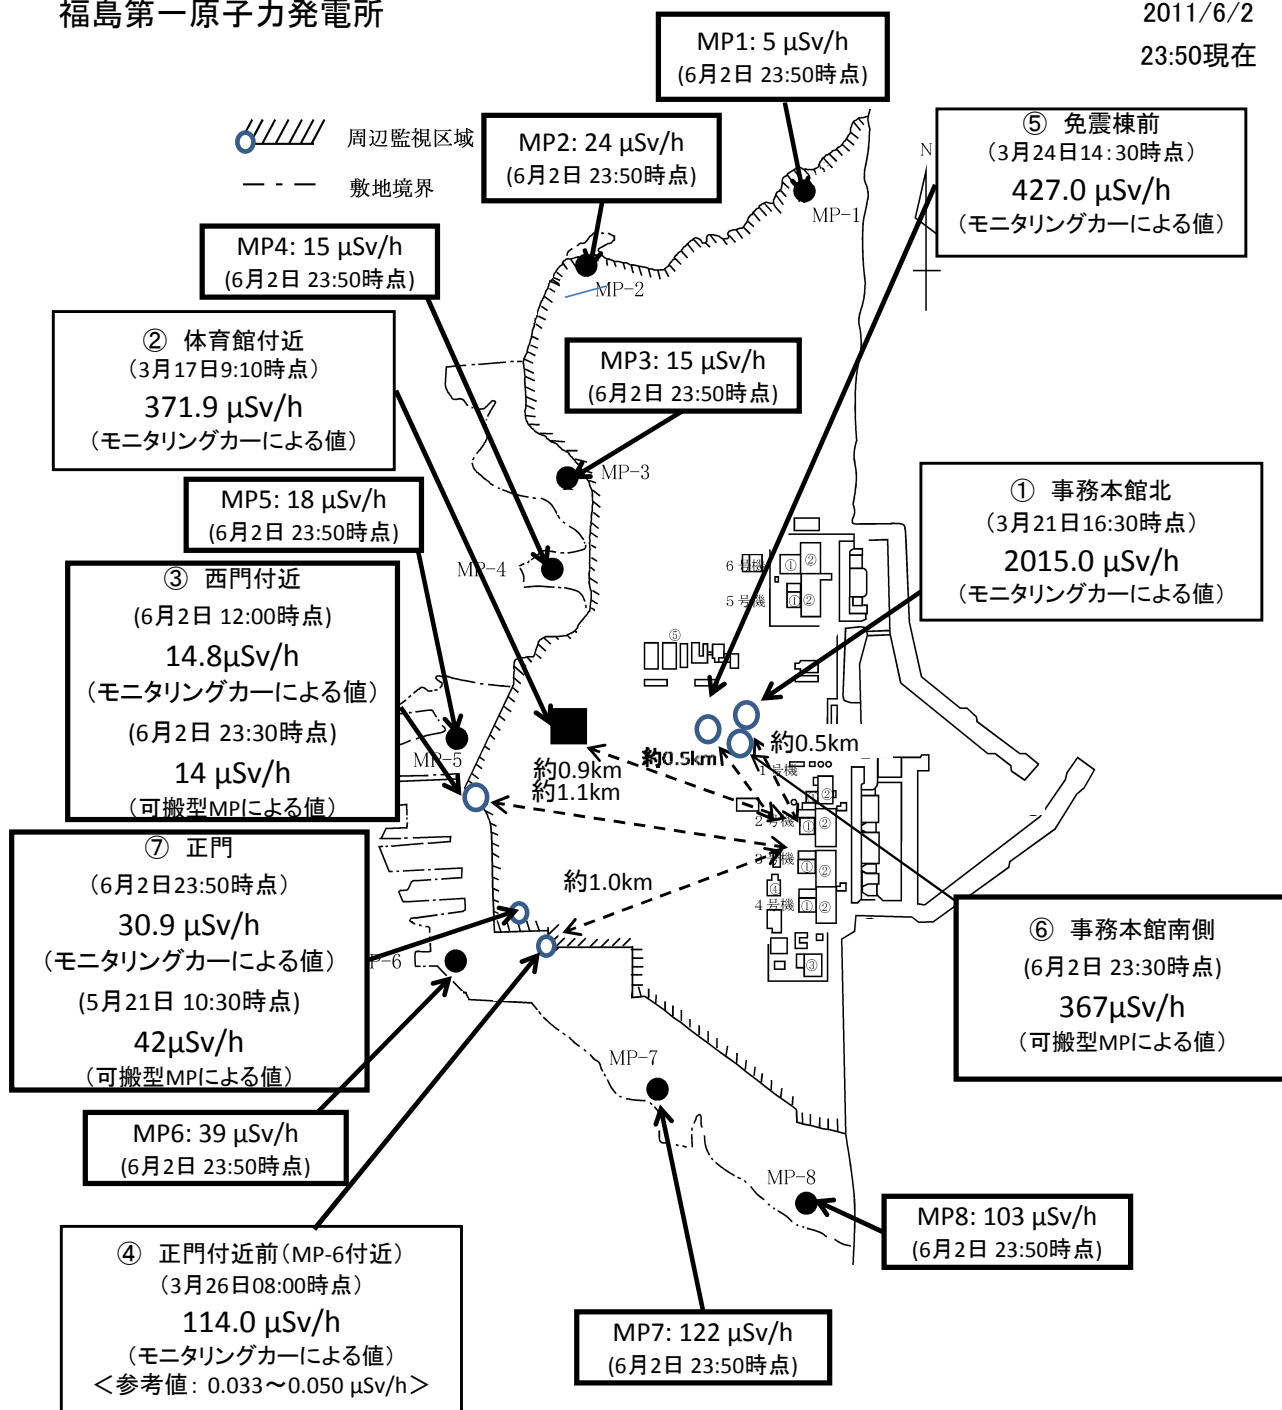 福島第一原子力発電所
2011/6/2
23:50現在
周辺監視区域
敷地境界
MP1: 5 μSv/h
(6月2日 23:50時点)
MP2: 24 μSv/h
(6月2日 23:50時点)
⑤ 免震棟前
(3月24日14:30時点)
427.0 μSv/h
(モニタリングカーによる値)
N
MP-1
MP4: 15 μSv/h
(6月2日 23:50時点)
MP-2
② 体育館付近
(3月17日9:10時点)
371.9 μSv/h
(モニタリングカーによる値)
MP3: 15 μSv/h
(6月2日 23:50時点)
MP-3
MP5: 18 μSv/h
(6月2日 23:50時点)
① 事務本館北
(3月21日16:30時点)
2015.0 μSv/h
(モニタリングカーによる値)
MP-4
6号機
① ②
5号機
① ②
③ 西門付近
(6月2日 12:00時点)
14.8μSv/h
(モニタリングカーによる値)
(6月2日 23:30時点)
14 μSv/h
(可搬型MPによる値)
⑤
MP-5
約0.9km
約1.1km
約0.5km
約0.5km
1号機
②
2号機
① ②
3号機
① ②
④
4号機
① ②
③
約1.0km
⑦ 正門
(6月2日23:50時点)
30.9 μSv/h
(モニタリングカーによる値)
(5月21日 10:30時点)
42μSv/h
(可搬型MPによる値)
P-6
⑥ 事務本館南側
(6月2日 23:30時点)
367μSv/h
(可搬型MPによる値)
MP-7
MP6: 39 μSv/h
(6月2日 23:50時点)
MP-8
MP8: 103 μSv/h
(6月2日 23:50時点)
④ 正門付近前(MP-6付近)
(3月26日08:00時点)
114.0 μSv/h
(モニタリングカーによる値)
<参考値: 0.033~0.050 μSv/h>
MP7: 122 μSv/h
(6月2日 23:50時点)